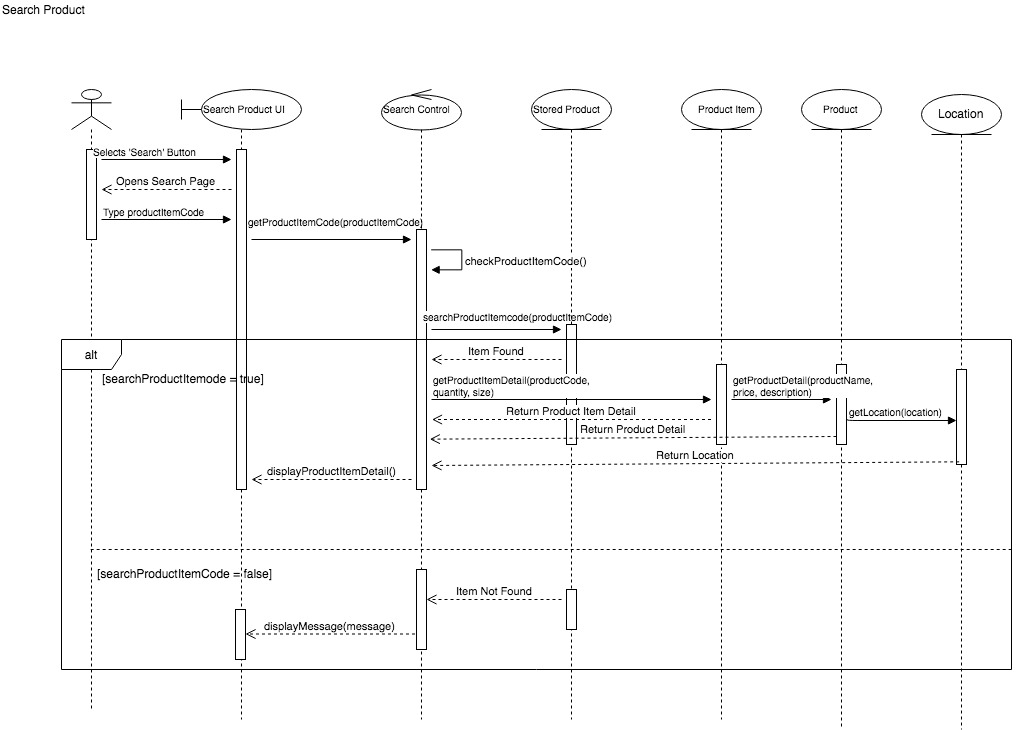 Search Product
Search Product UI
Search Control
Stored Product
Product Item
Product
Location
Selects 'Search' Button
Opens Search Page
Type productItemCode
getProductItemCode(productItemCode)
checkProductItemCode()
searchProductItemcode(productItemCode)
alt
Item Found
[searchProductItemode = true]
getProductItemDetail(productCode,
quantity, size)
getProductDetail(productName,
price, description)
Return Product Item Detail
getLocation(location)
Return Product Detail
Return Location
displayProductItemDetail()
[searchProductItemCode = false]
Item Not Found
displayMessage(message)